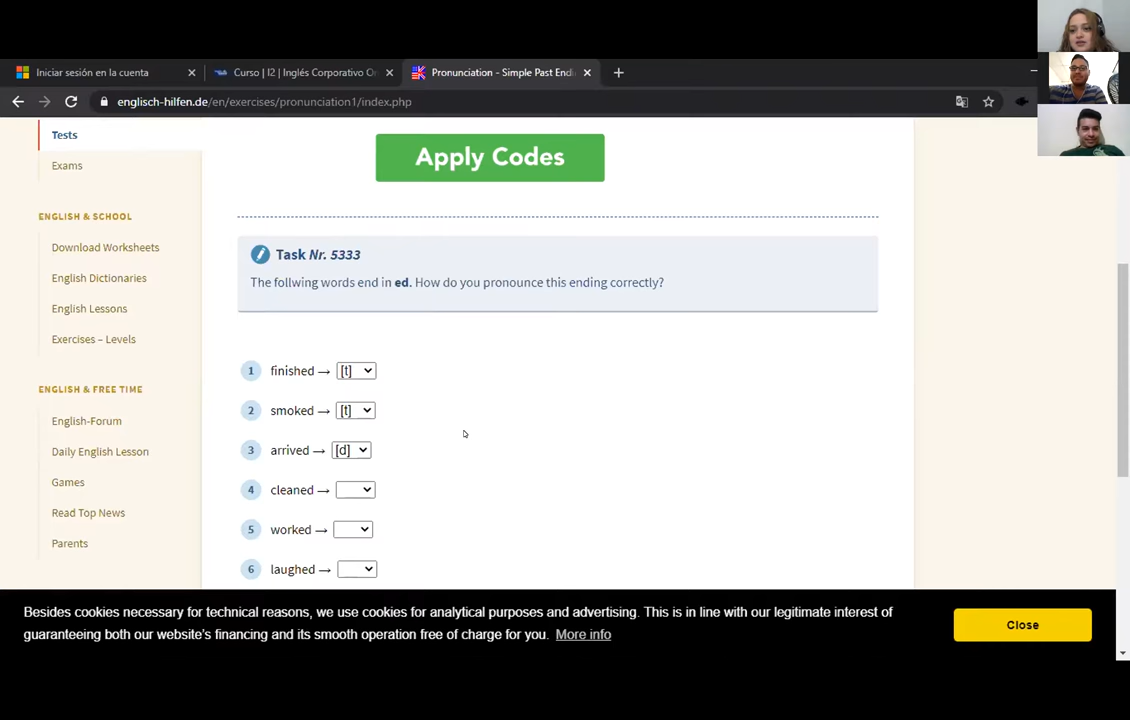 Iniciar sesión en la cuenta
Curso | I2 | Inglés Corporativo On
Pronunciation - Simple Past Endi
englisch-hilfen.de/en/exercises/pronunciation1/index.php
Tests
Exams
ENGLISH & SCHOOL
Download Worksheets
English Dictionaries
English Lessons
Exercises – Levels
ENGLISH & FREE TIME
English-Forum
Daily English Lesson
Games
Read Top News
Parents
Apply Codes
Task Nr. 5333
The follwing words end in ed. How do you pronounce this ending correctly?
1 finished → [t]
2 smoked → [t]
3 arrived → [d]
4 cleaned →
5 worked →
6 laughed →
Besides cookies necessary for technical reasons, we use cookies for analytical purposes and advertising. This is in line with our legitimate interest of
guaranteeing both our website's financing and its smooth operation free of charge for you. More info
Close